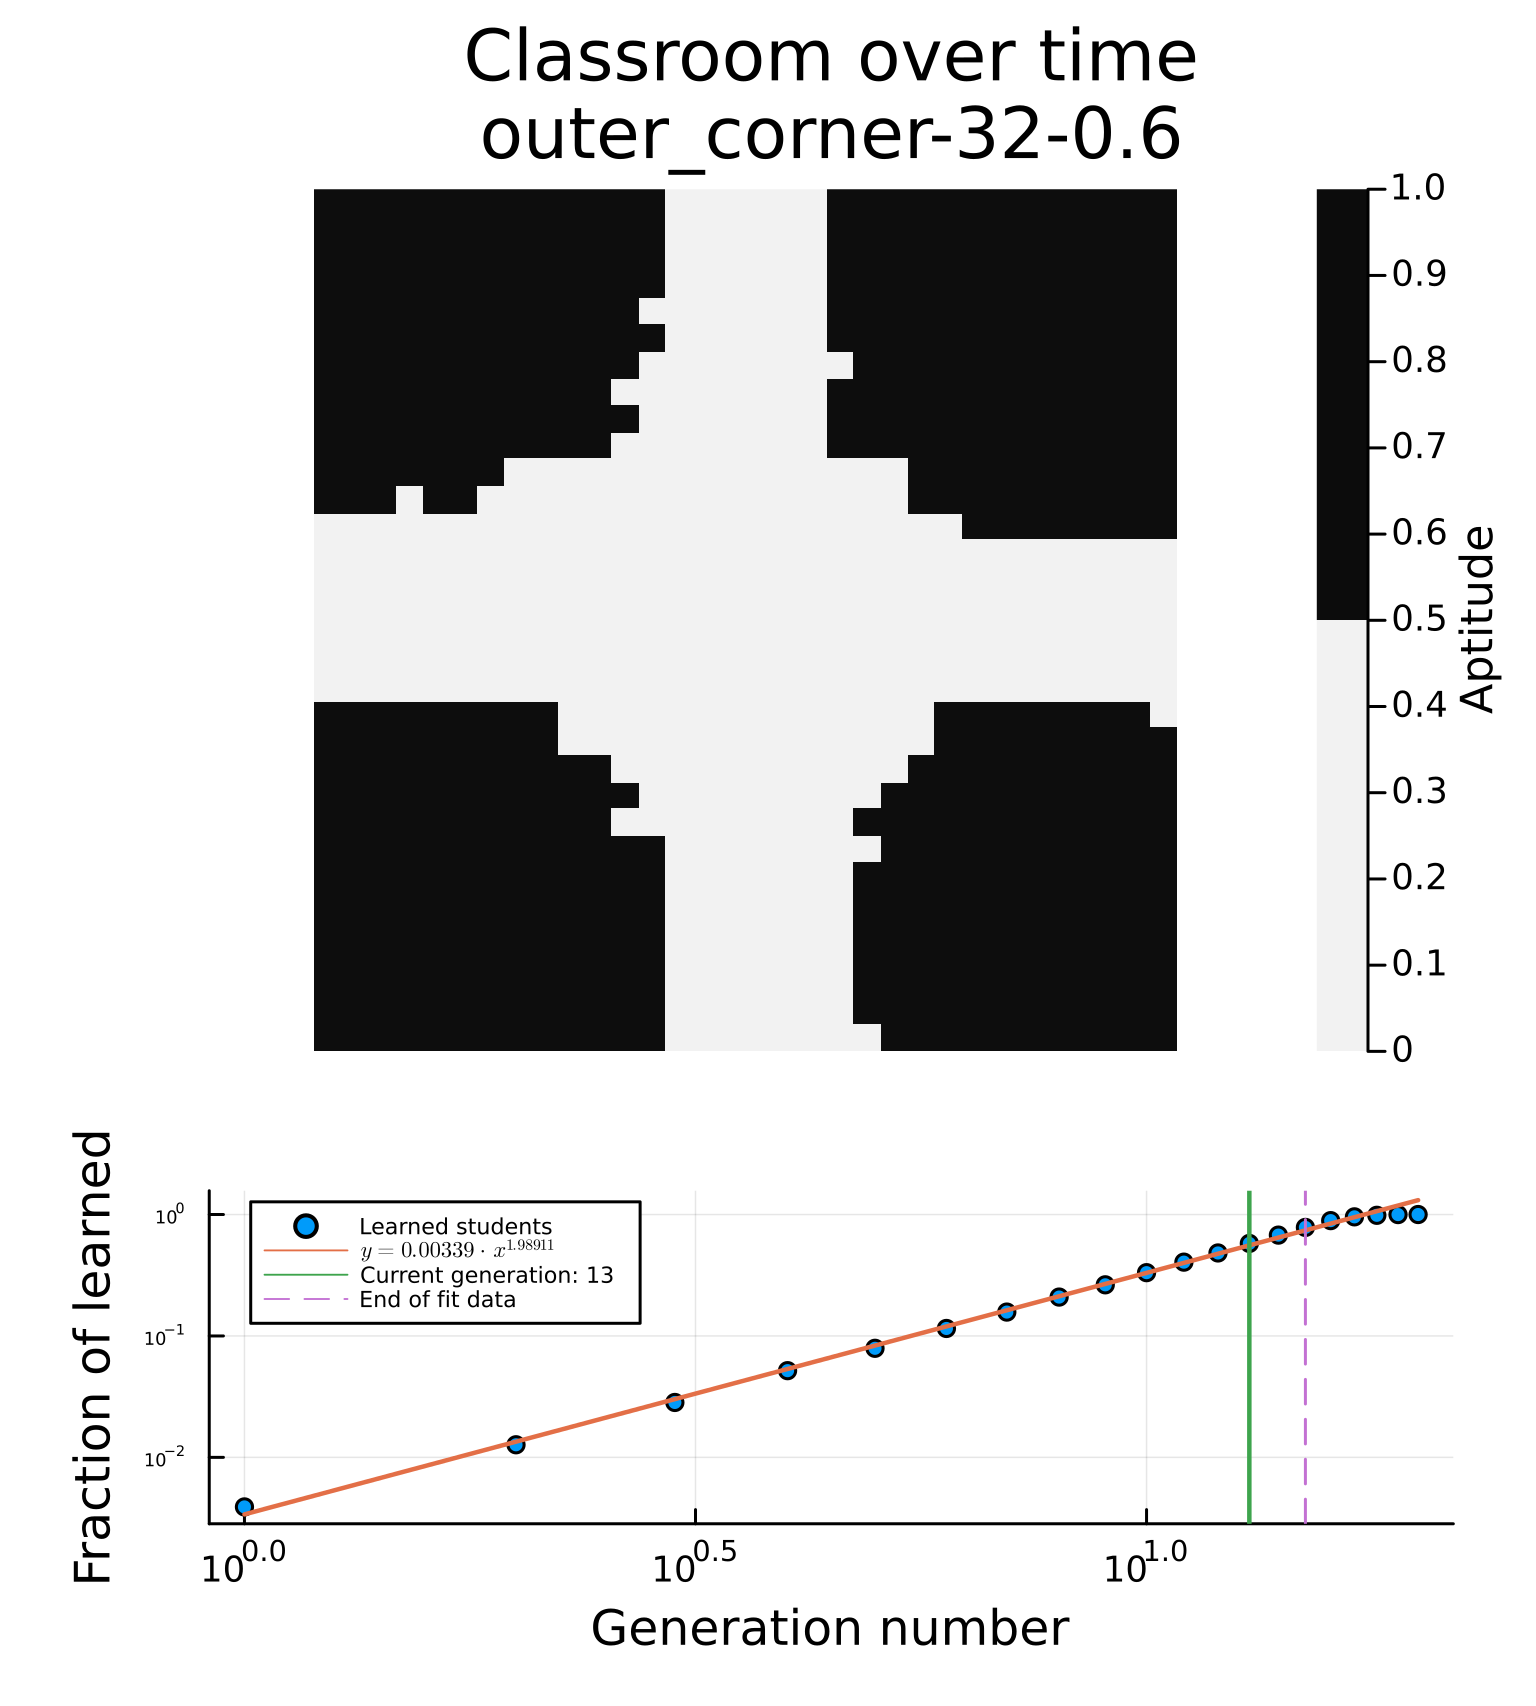 Classroom over time
outer_corner-32-0.6
1.0
0.9
0.8
0.7
0.6
0.5
0.4
0.3
0.2
0.1
0
Aptitude
Fraction of learned
10⁰
10⁻¹
10⁻²
Learned students
y = 0.00339 · x^1.98911
Current generation: 13
End of fit data
10^0.0
10^0.5
10^1.0
Generation number